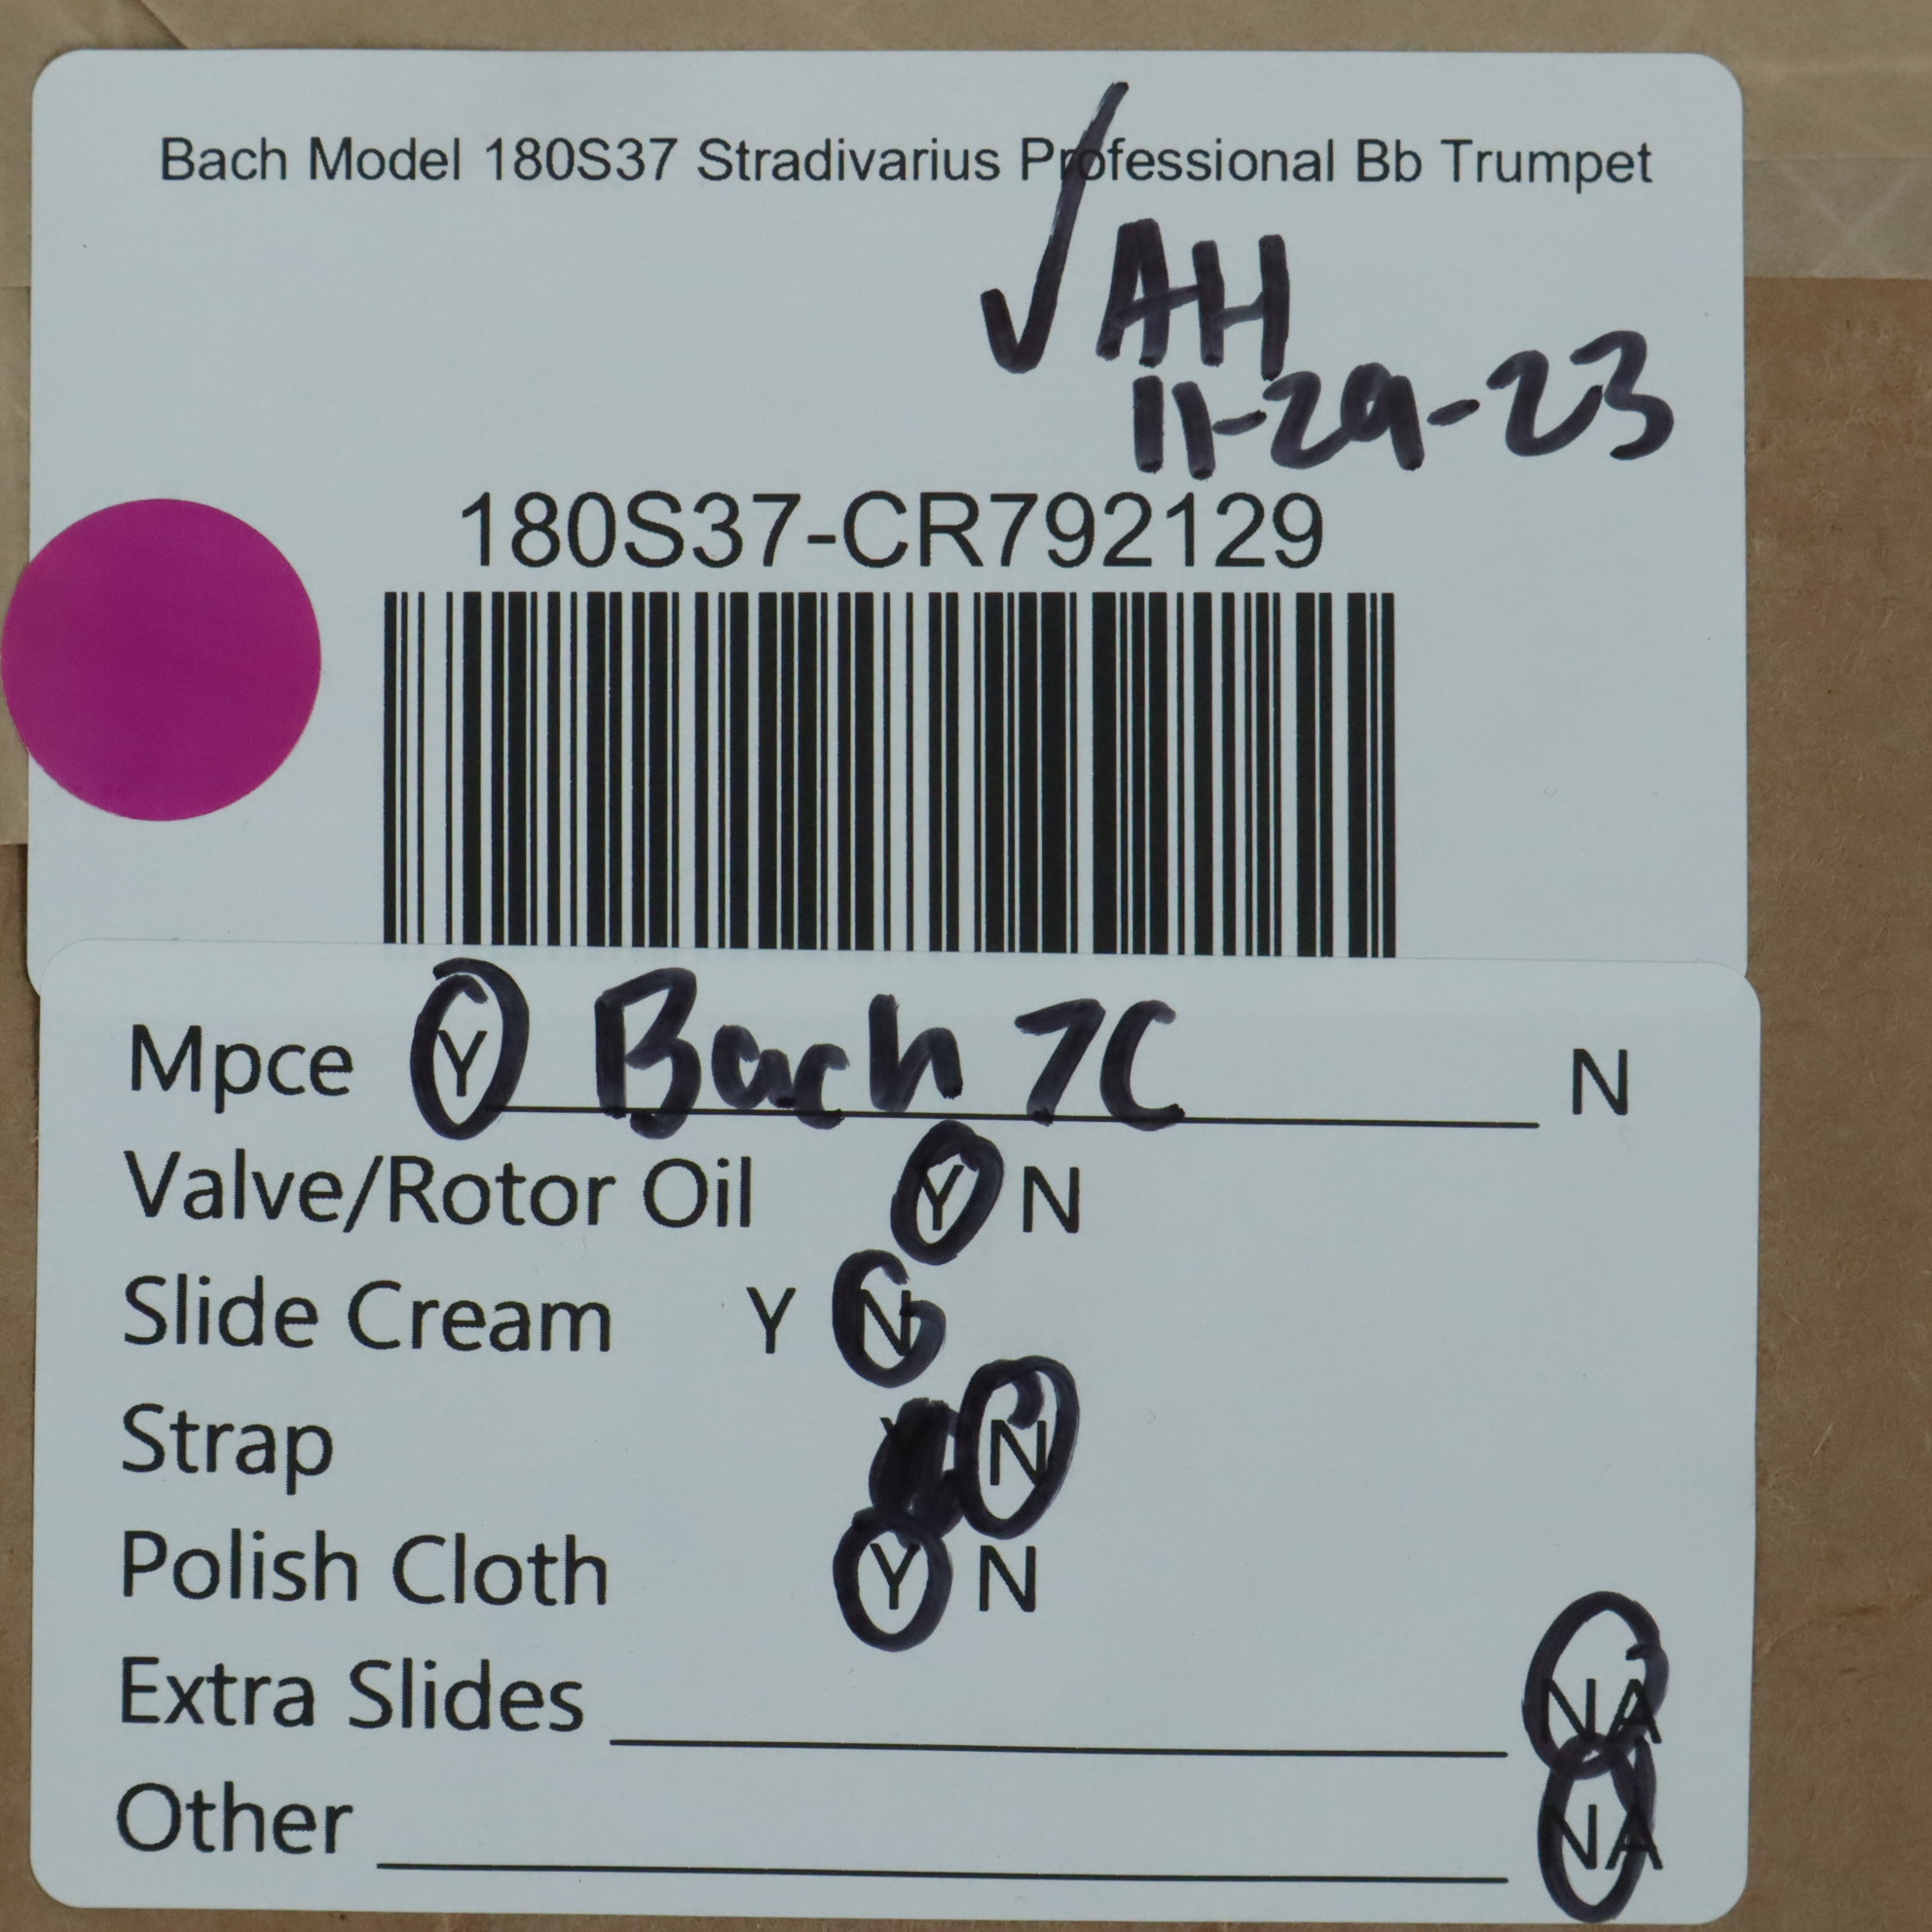 Bach Model 180S37 Stradivarius Professional Bb Trumpet
✓AH
11-29-23
180S37-CR792129
Mpce Y Bach 7C N
Valve/Rotor Oil Y N
Slide Cream Y N
Strap Y N
Polish Cloth Y N
Extra Slides NA
Other NA